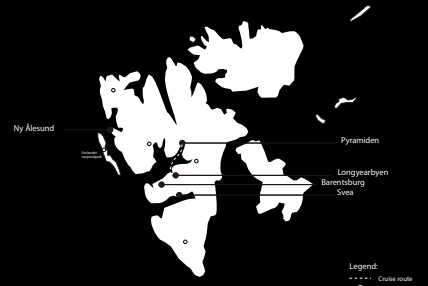 Ny Ålesund
Pyramiden
Longyearbyen
Barentsburg
Svea
Legend:
Cruise route